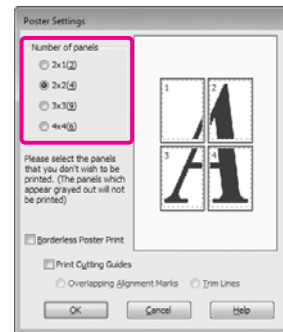 Poster Settings
Number of panels
2x1(2)
2x2(4)
3x3(9)
4x4(6)
1
2
3
4
A
Please select the panels
that you don't wish to be
printed. (The panels which
appear grayed out will not
be printed)
Borderless Poster Print
Print Cutting Guides
Overlapping Alignment Marks
Trim Lines
OK
Cancel
Help